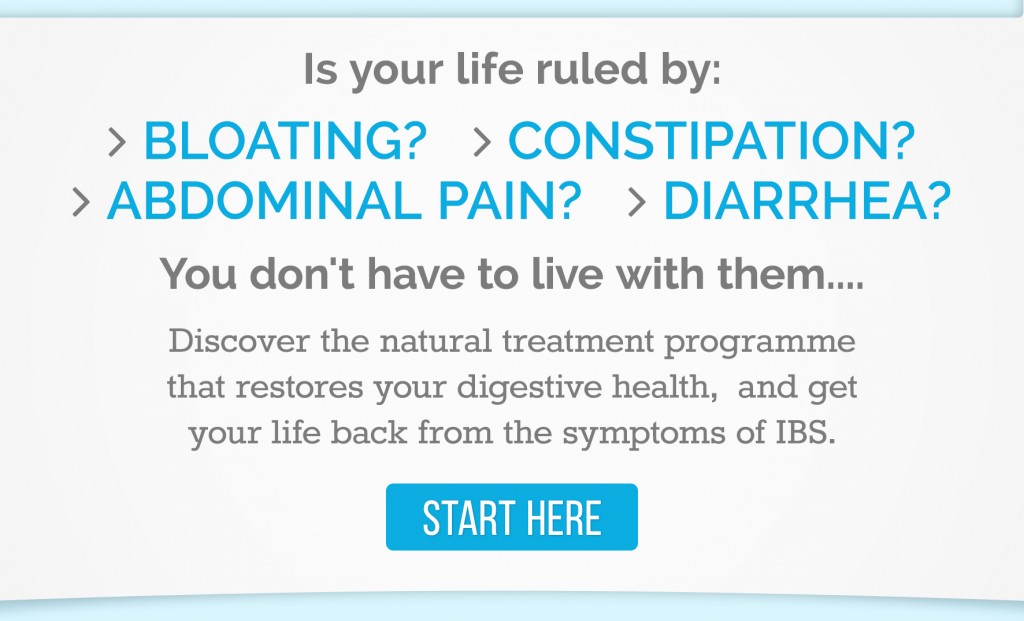 Is your life ruled by:
> BLOATING? > CONSTIPATION?
> ABDOMINAL PAIN? > DIARRHEA?
You don't have to live with them....
Discover the natural treatment programme
that restores your digestive health, and get
your life back from the symptoms of IBS.
START HERE